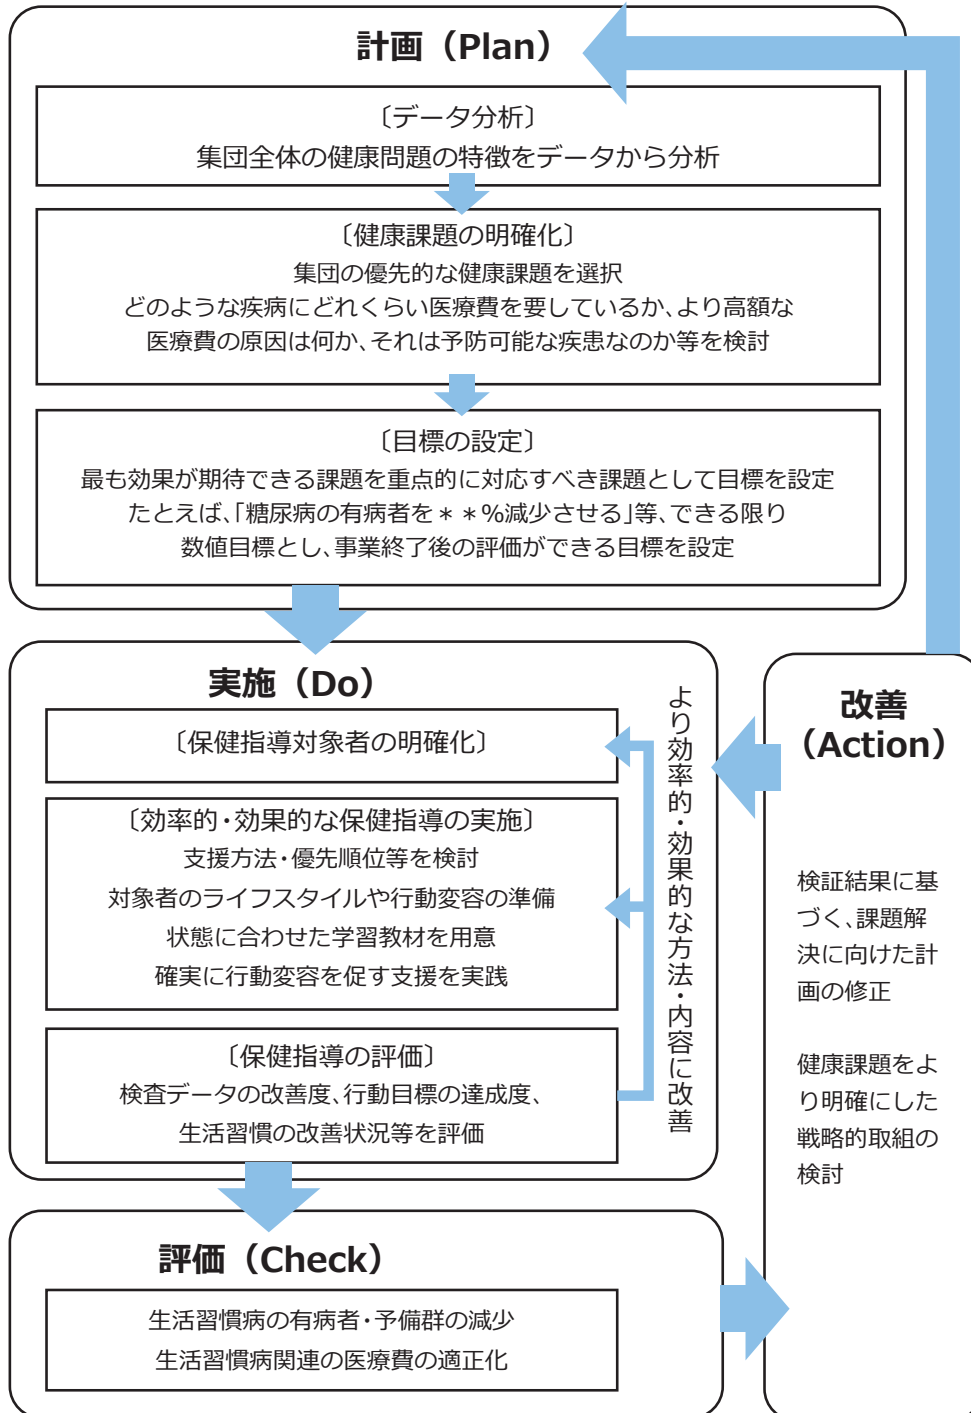 計画（Plan）
〔データ分析〕
集団全体の健康問題の特徴をデータから分析
〔健康課題の明確化〕
集団の優先的な健康課題を選択
どのような疾病にどれくらい医療費を要しているか、より高額な
医療費の原因は何か、それは予防可能な疾患なのか等を検討
〔目標の設定〕
最も効果が期待できる課題を重点的に対応すべき課題として目標を設定
たとえば、「糖尿病の有病者を＊＊％減少させる」等、できる限り
数値目標とし、事業終了後の評価ができる目標を設定
実施（Do）
〔保健指導対象者の明確化〕
〔効率的・効果的な保健指導の実施〕
支援方法・優先順位等を検討
対象者のライフスタイルや行動変容の準備
状態に合わせた学習教材を用意
確実に行動変容を促す支援を実践
〔保健指導の評価〕
検査データの改善度、行動目標の達成度、
生活習慣の改善状況等を評価
より効率的・効果的な方法・内容に改善
評価（Check）
生活習慣病の有病者・予備群の減少
生活習慣病関連の医療費の適正化
改善
（Action）
検証結果に基
づく、課題解
決に向けた計
画の修正
健康課題をよ
り明確にした
戦略的取組の
検討